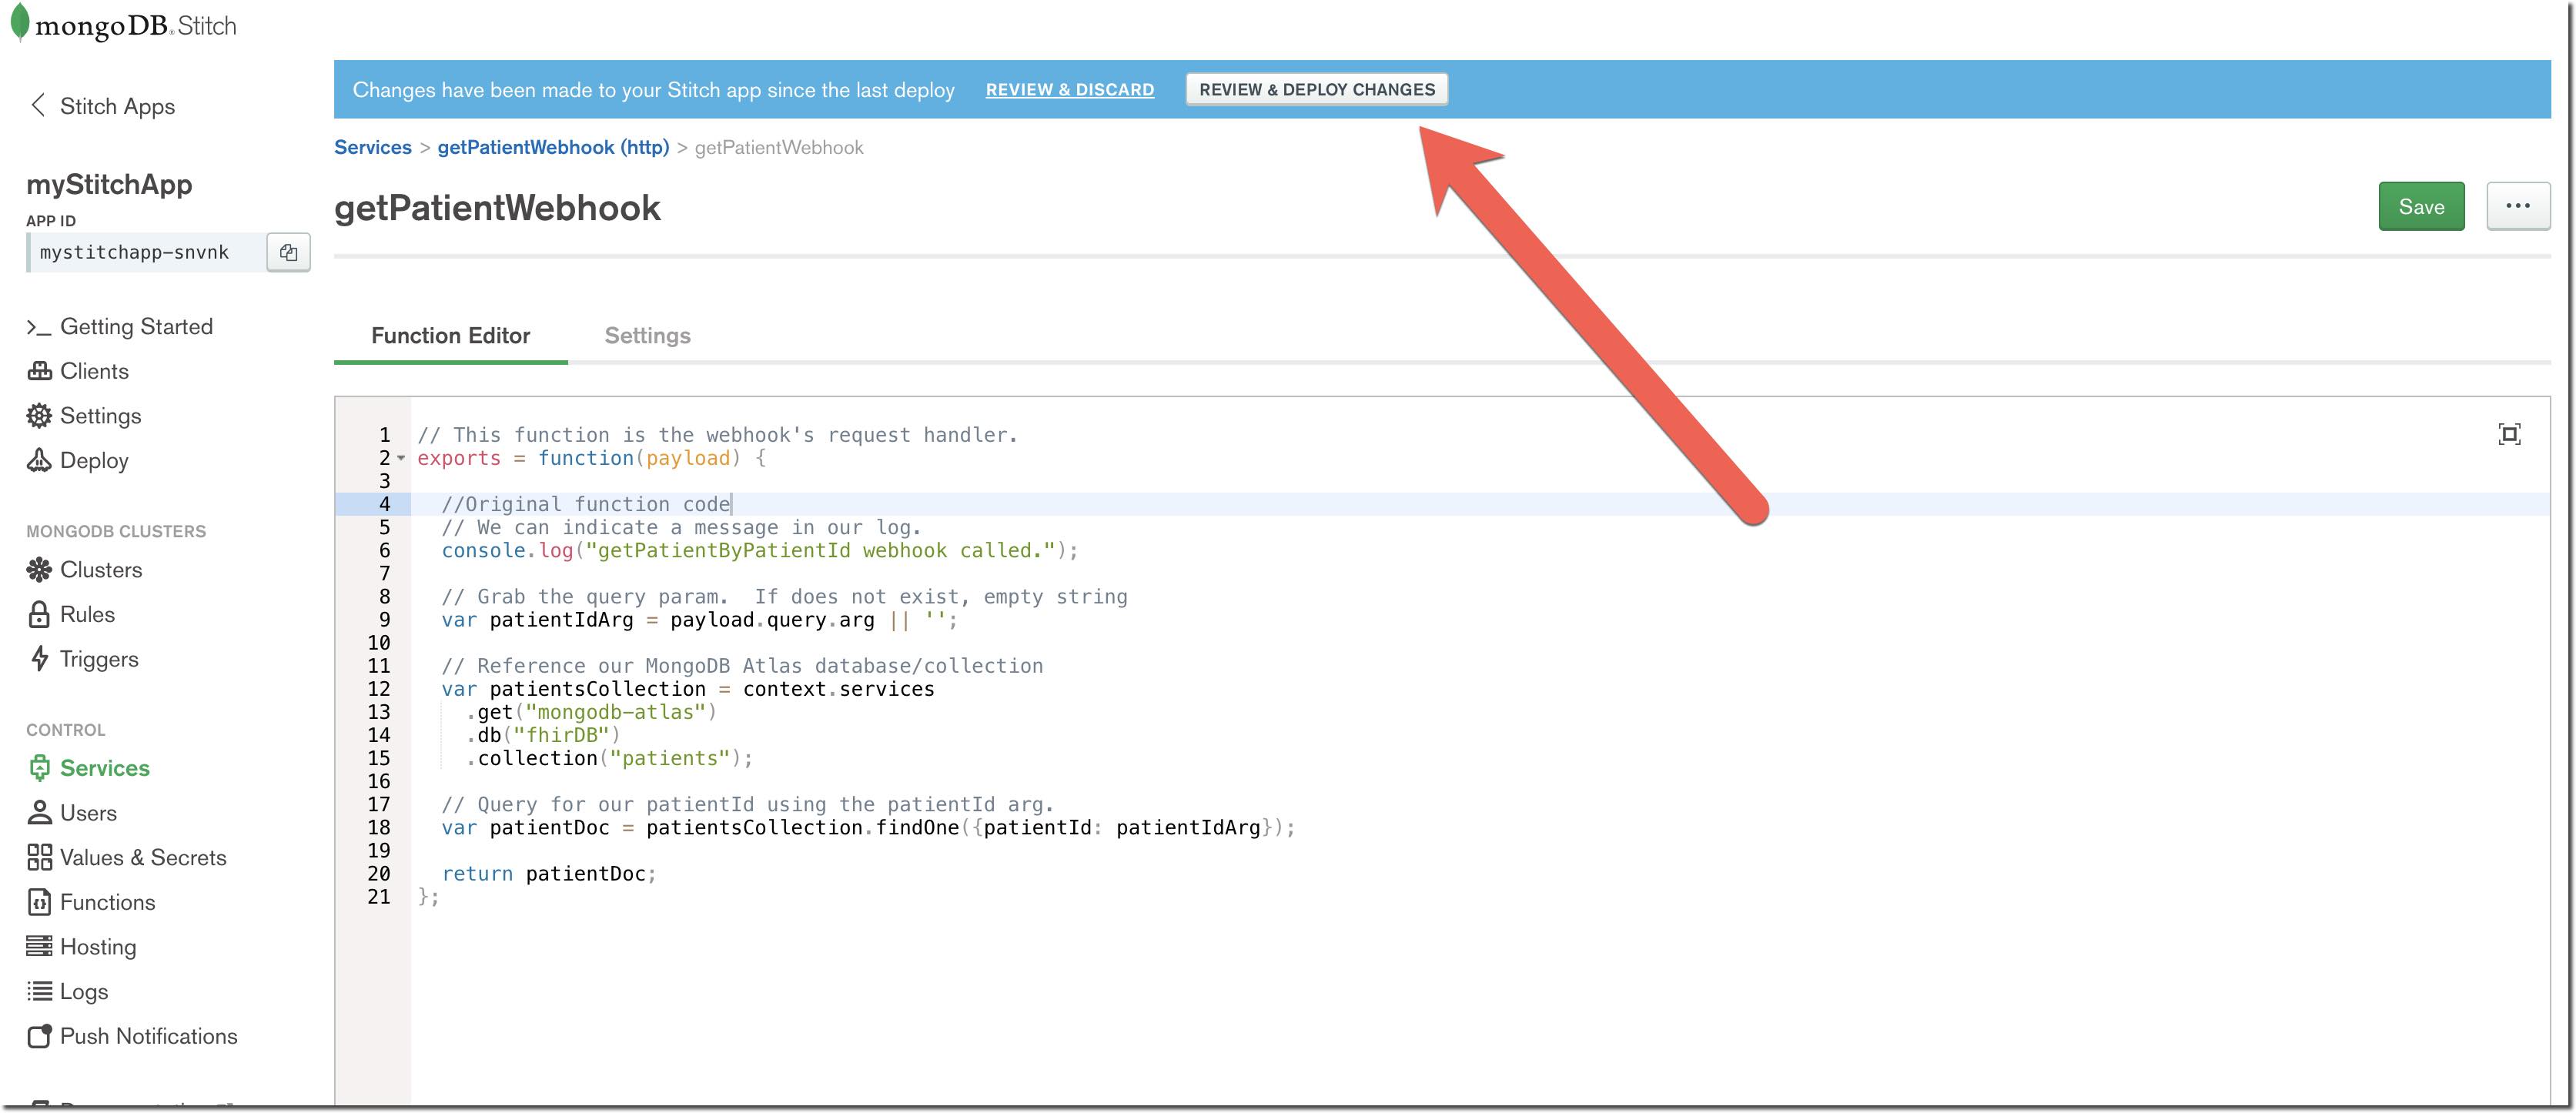 mongoDB. Stitch
Changes have been made to your Stitch app since the last deploy REVIEW & DISCARD REVIEW & DEPLOY CHANGES
Stitch Apps
Services > getPatientWebhook (http) > getPatientWebhook
myStitchApp
APP ID
mystitchapp-snvnk
getPatientWebhook
Save ...
Getting Started
Clients
Settings
Deploy
MONGODB CLUSTERS
Clusters
Rules
Triggers
CONTROL
Services
Users
Values & Secrets
Functions
Hosting
Logs
Push Notifications
Function Editor Settings
1 // This function is the webhook's request handler.
2 exports = function(payload) {
3
4 //Original function code
5 // We can indicate a message in our log.
6 console.log("getPatientByPatientId webhook called.");
7
8 // Grab the query param.  If does not exist, empty string
9 var patientIdArg = payload.query.arg || '';
10
11 // Reference our MongoDB Atlas database/collection
12 var patientsCollection = context.services
13 .get("mongodb-atlas")
14 .db("fhirDB")
15 .collection("patients");
16
17 // Query for our patientId using the patientId arg.
18 var patientDoc = patientsCollection.findOne({patientId: patientIdArg});
19
20 return patientDoc;
21 };